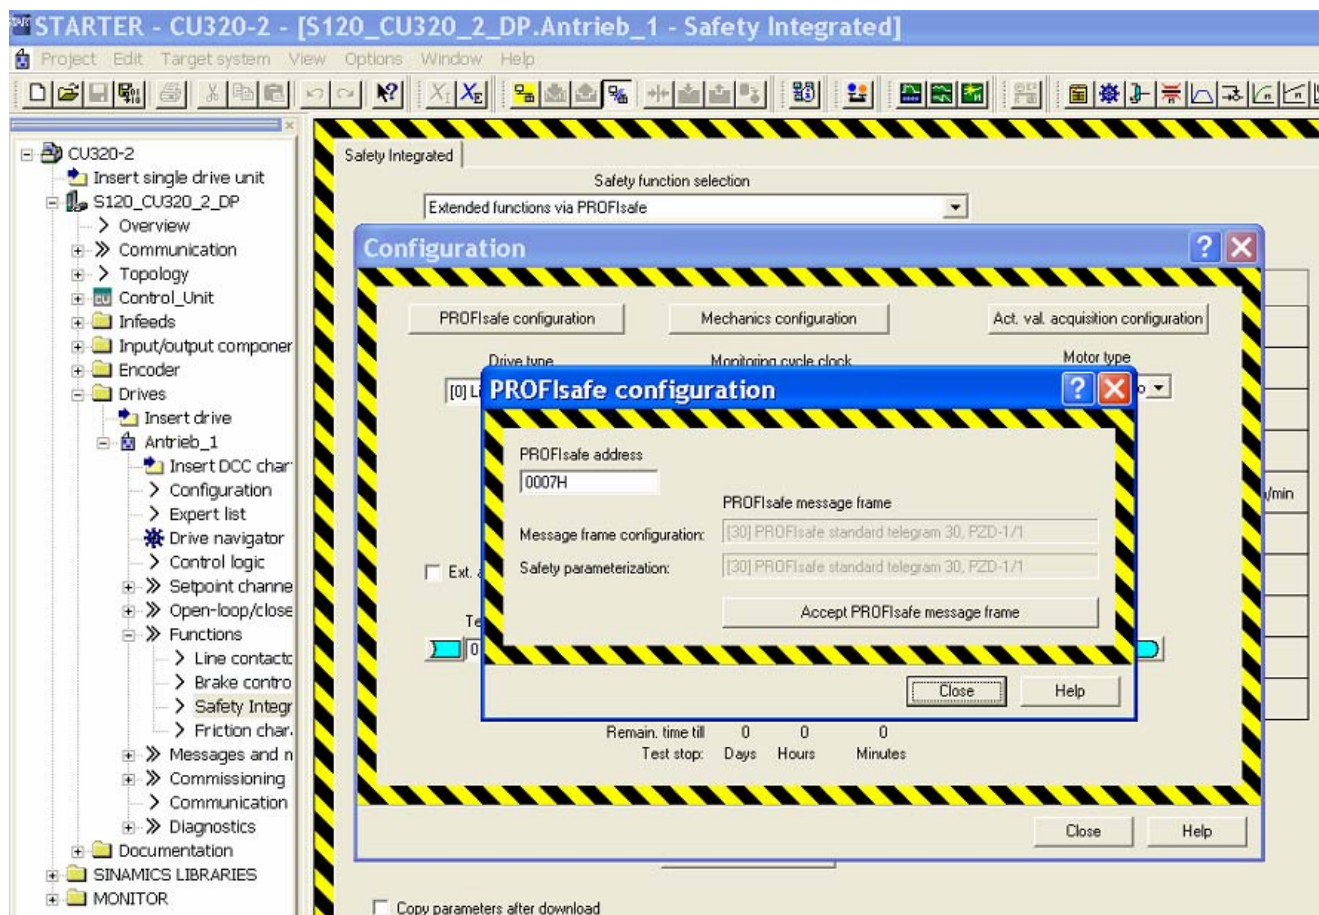 STARTER - CU320-2 - [S120_CU320_2_DP.Antrieb_1 - Safety Integrated]
Project Edit Target system View Options Window Help
CU320-2
Insert single drive unit
S120_CU320_2_DP
Overview
Communication
Topology
Control_Unit
Infeeds
Input/output componer
Encoder
Drives
Insert drive
Antrieb_1
Insert DCC char
Configuration
Expert list
Drive navigator
Control logic
Setpoint channe
Open-loop/close
Functions
Line contacto
Brake contro
Safety Integr
Friction char
Messages and n
Commissioning
Communication
Diagnostics
Documentation
SINAMICS LIBRARIES
MONITOR
Safety Integrated
Safety function selection
Extended functions via PROFIsafe
Configuration
PROFIsafe configuration Mechanics configuration Act. val. acquisition configuration
Drive type Monitoring cycle clock Motor type
[0] Li
PROFIsafe configuration
PROFIsafe address
0007H
PROFIsafe message frame
Message frame configuration: [30] PROFIsafe standard telegram 30, PZD-1/1
Safety parameterization: [30] PROFIsafe standard telegram 30, PZD-1/1
Accept PROFIsafe message frame
Close Help
/min
Ext.
Te
0
Remain. time till 0 0 0
Test stop: Days Hours Minutes
Close Help
Copy parameters after download